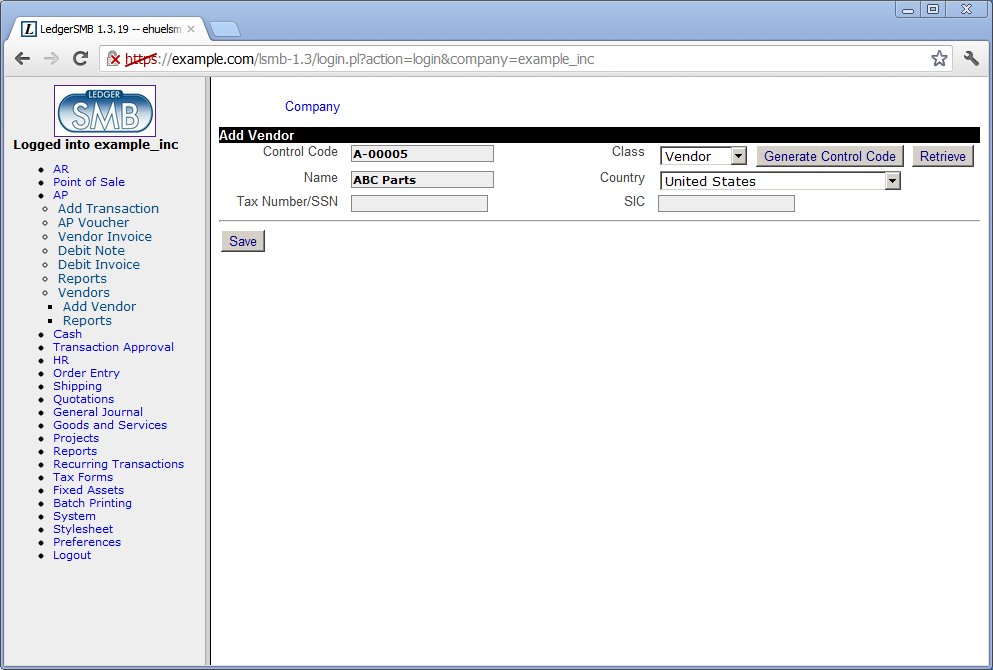 LedgerSMB 1.3.19 -- ehuelsm
https://example.com/lsmb-1.3/login.pl?action=login&company=example_inc
LEDGER
SMB
Logged into example_inc
AR
Point of Sale
AP
Add Transaction
AP Voucher
Vendor Invoice
Debit Note
Debit Invoice
Reports
Vendors
Add Vendor
Reports
Cash
Transaction Approval
HR
Order Entry
Shipping
Quotations
General Journal
Goods and Services
Projects
Reports
Recurring Transactions
Tax Forms
Fixed Assets
Batch Printing
System
Stylesheet
Preferences
Logout
Company
Add Vendor
Control Code A-00005 Class Vendor Generate Control Code Retrieve
Name ABC Parts Country United States
Tax Number/SSN SIC
Save